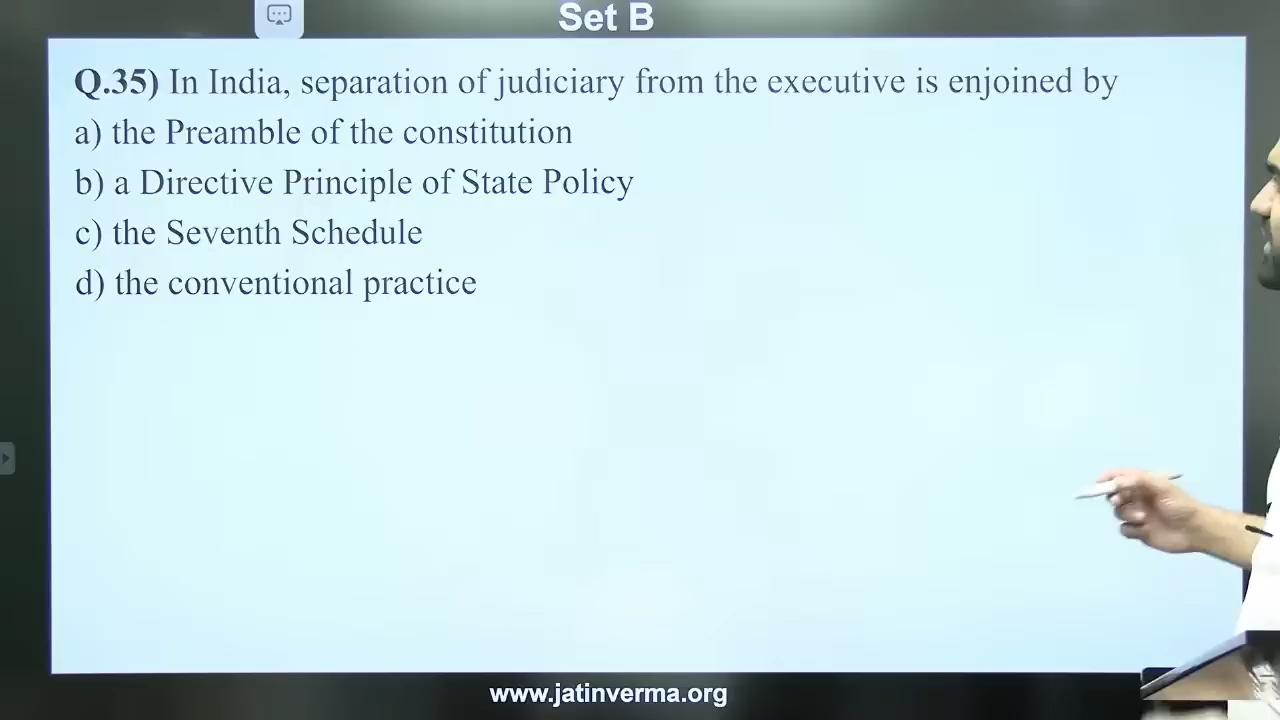 Set B
Q.35) In India, separation of judiciary from the executive is enjoined by
a) the Preamble of the constitution
b) a Directive Principle of State Policy
c) the Seventh Schedule
d) the conventional practice
www.jatinverma.org